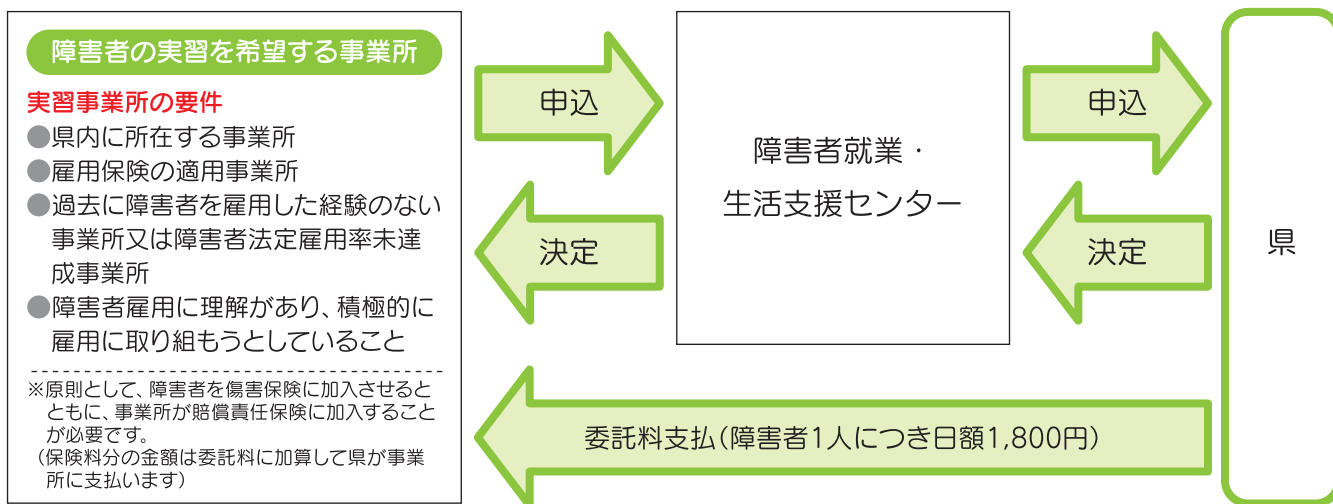 障害者の実習を希望する事業所
実習事業所の要件
●県内に所在する事業所
●雇用保険の適用事業所
●過去に障害者を雇用した経験のない
事業所又は障害者法定雇用率未達
成事業所
●障害者雇用に理解があり、積極的に
雇用に取り組もうとしていること
※原則として、障害者を傷害保険に加入させると
ともに、事業所が賠償責任保険に加入すること
が必要です。
（保険料分の金額は委託料に加算して県が事業
所に支払います）
申込
決定
障害者就業・
生活支援センター
申込
決定
県
委託料支払（障害者1人につき日額1,800円）